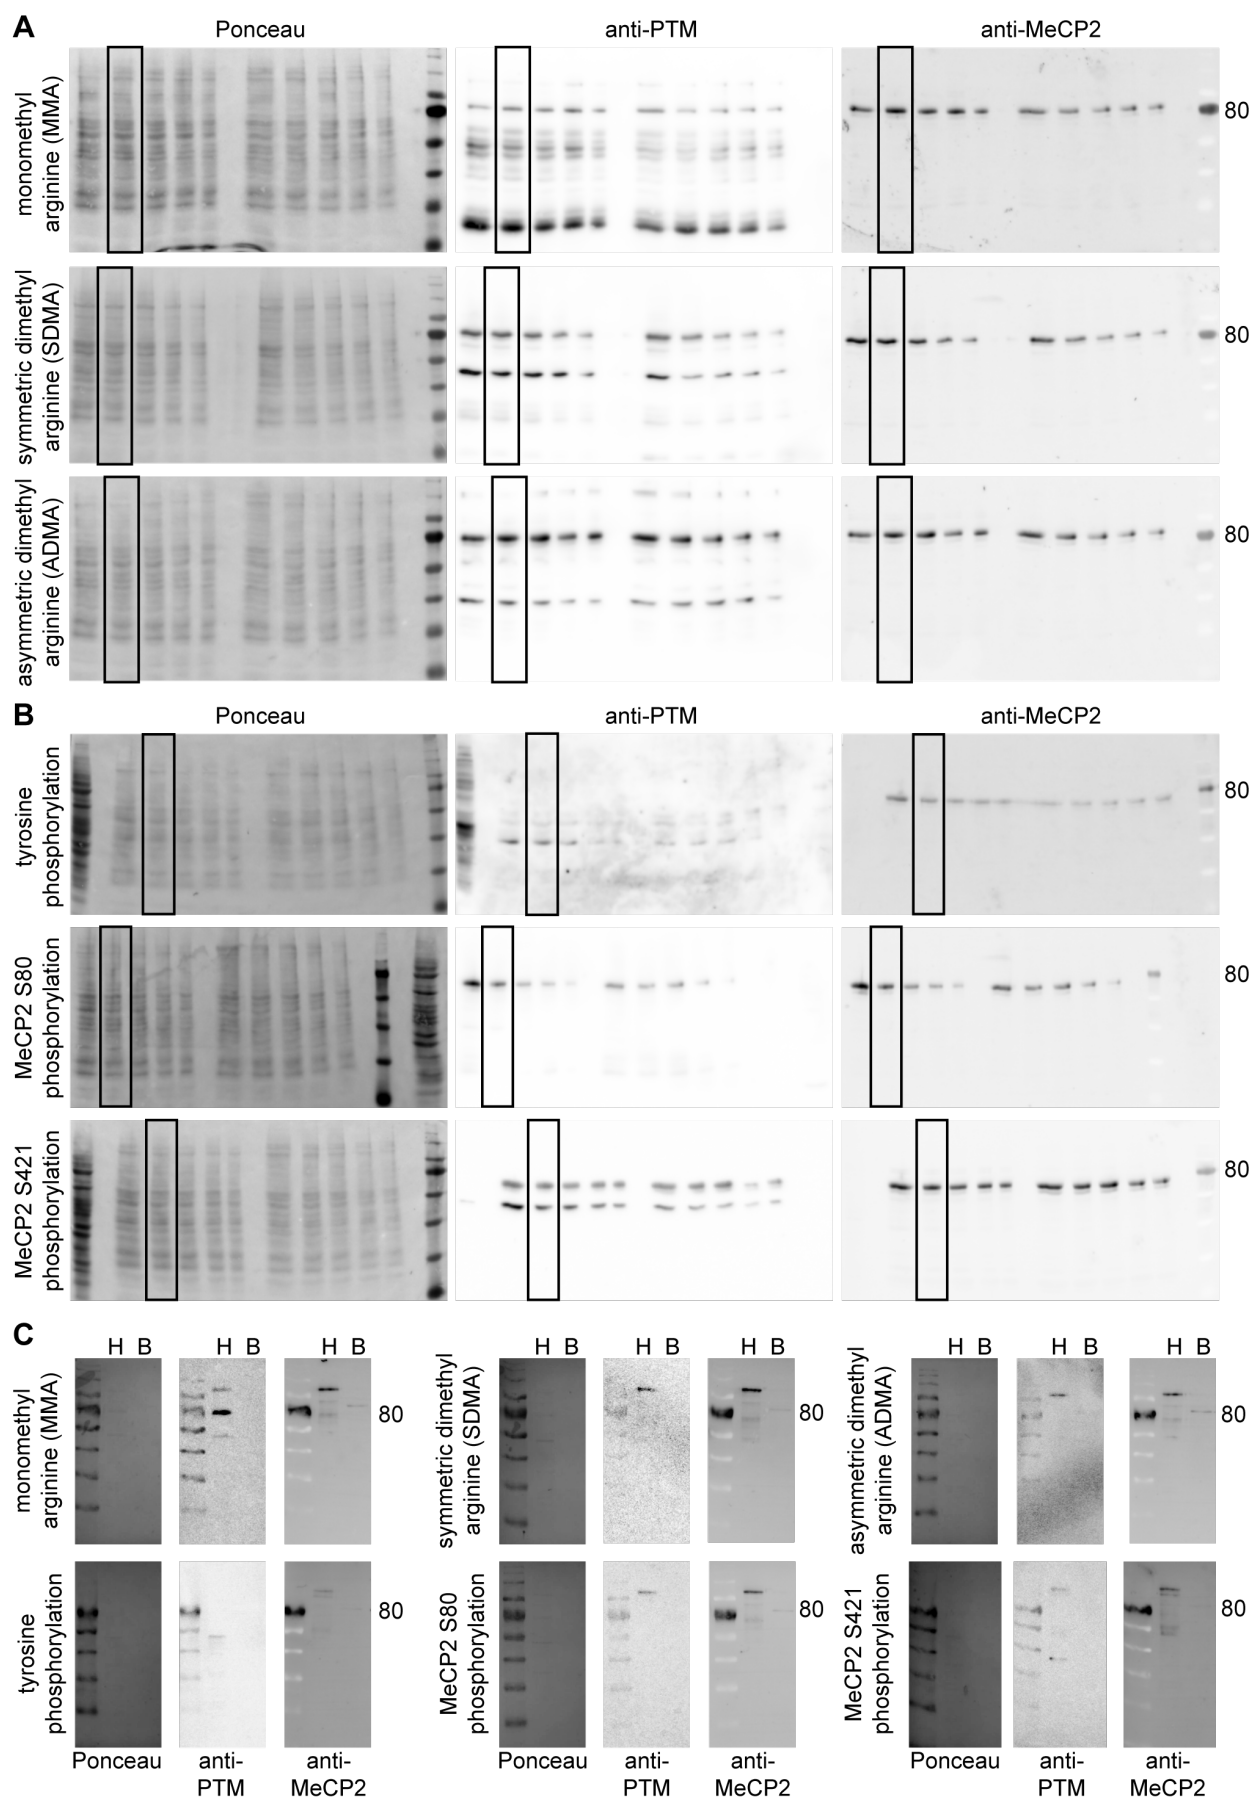 A
Ponceau
anti-PTM
anti-MeCP2
monomethyl
arginine (MMA)
80
symmetric dimethyl
arginine (SDMA)
80
asymmetric dimethyl
arginine (ADMA)
80
B
Ponceau
anti-PTM
anti-MeCP2
tyrosine
phosphorylation
80
MeCP2 S80
phosphorylation
80
MeCP2 S421
phosphorylation
80
C
H B
H B
H B
H B
H B
H B
H B
H B
H B
monomethyl
arginine (MMA)
80
symmetric dimethyl
arginine (SDMA)
80
asymmetric dimethyl
arginine (ADMA)
80
tyrosine
phosphorylation
80
MeCP2 S80
phosphorylation
80
MeCP2 S421
phosphorylation
80
Ponceau
anti-
PTM
anti-
MeCP2
Ponceau
anti-
PTM
anti-
MeCP2
Ponceau
anti-
PTM
anti-
MeCP2